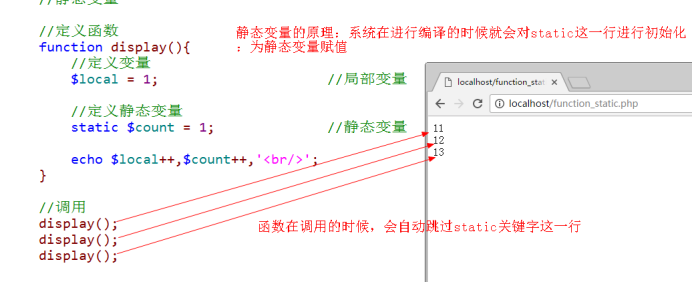 //静态变量
//定义函数
静态变量的原理：系统在进行编译的时候就会对static这一行进行初始化
：为静态变量赋值
function display(){
//定义变量
$local = 1; //局部变量
//定义静态变量
static $count = 1; //静态变量
echo $local++,$count++,'<br/>';
}
//调用
display();
display();
display();
函数在调用的时候，会自动跳过static关键字这一行
localhost/function_sta
localhost/function_static.php
11
12
13